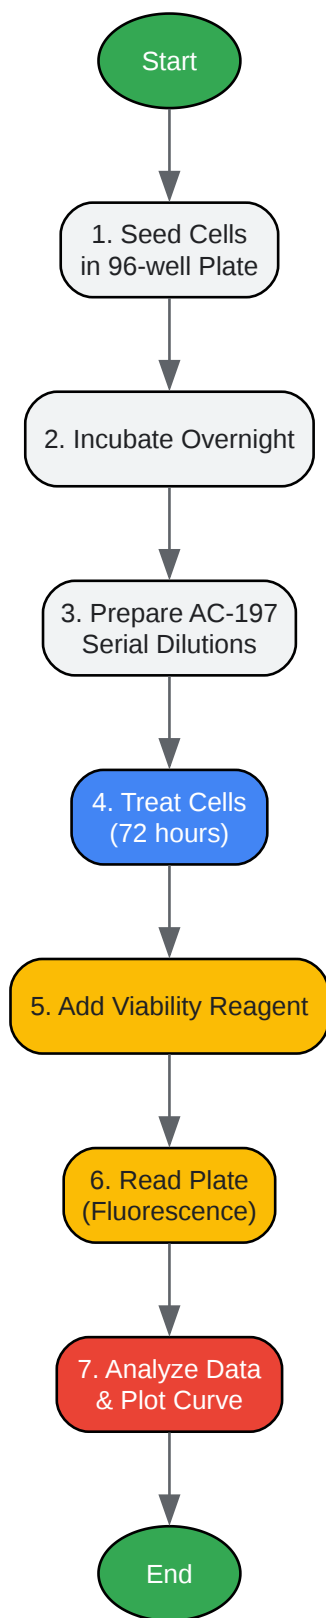 Start
1. Seed Cells
in 96-well Plate
2. Incubate Overnight
3. Prepare AC-197
Serial Dilutions
4. Treat Cells
(72 hours)
5. Add Viability Reagent
6. Read Plate
(Fluorescence)
7. Analyze Data
& Plot Curve
End